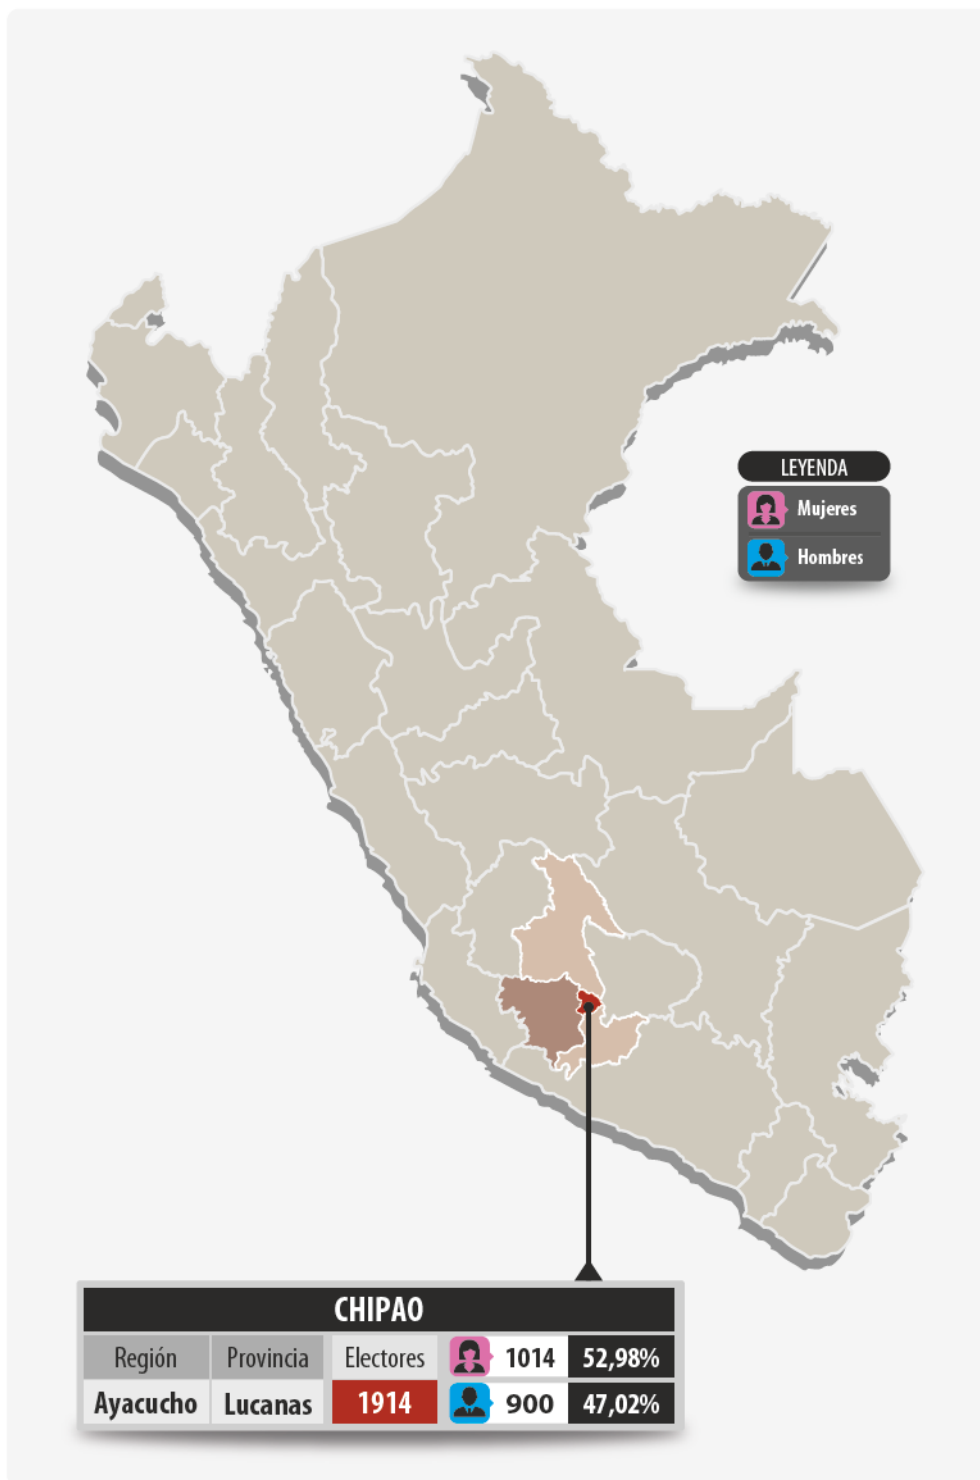 LEYENDA
Mujeres
Hombres
CHIPAO
Región Provincia Electores 1014 52,98%
Ayacucho Lucanas 1914 900 47,02%